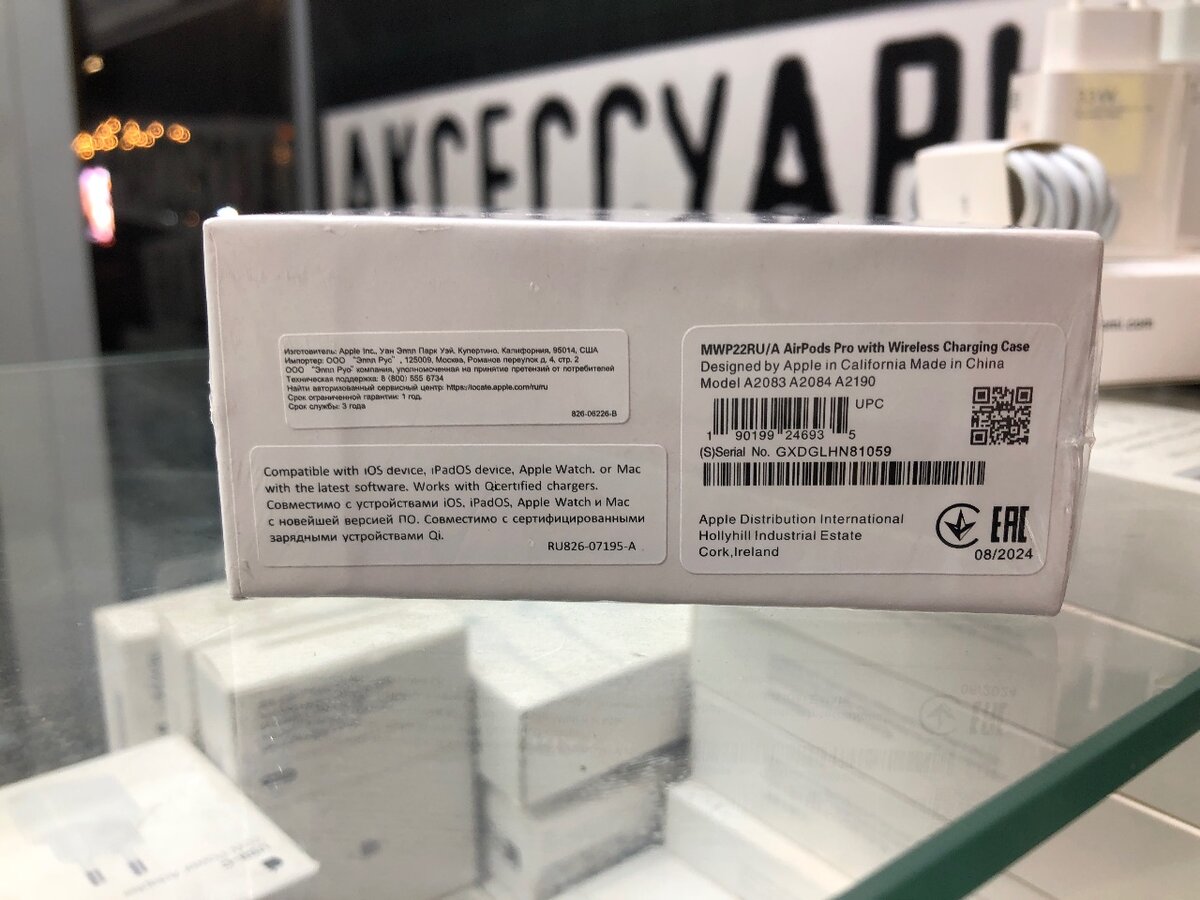 АКСЕССУАРЫ
Изготовитель: Apple Inc., Уан Эппл Парк Уэй, Купертино, Калифорния, 95014, США
Импортер: ООО "Эппл Рус", 125009, Москва, Романов переулок д. 4, стр. 2
ООО "Эппл Рус" компания, уполномоченная на принятие претензий от потребителей
Техническая поддержка: 8 (800) 555 6734
Найти авторизованный сервисный центр: https://locate.apple.com/ru/ru
Срок ограниченной гарантии: 1 год.
Срок службы: 3 года
826-06226-B
Compatible with iOS device, iPadOS device, Apple Watch. or Mac
with the latest software. Works with Qicertified chargers.
Совместимо с устройствами iOS, iPadOS, Apple Watch и Mac
с новейшей версией ПО. Совместимо с сертифицированными
зарядными устройствами Qi.
RU826-07195-A
MWP22RU/A AirPods Pro with Wireless Charging Case
Designed by Apple in California Made in China
Model A2083 A2084 A2190
UPC
1 90199 24693 5
(S)Serial No. GXDGLHN81059
Apple Distribution International
Hollyhill Industrial Estate
Cork,Ireland
EAC
08/2024
USB-C
Power Adapter